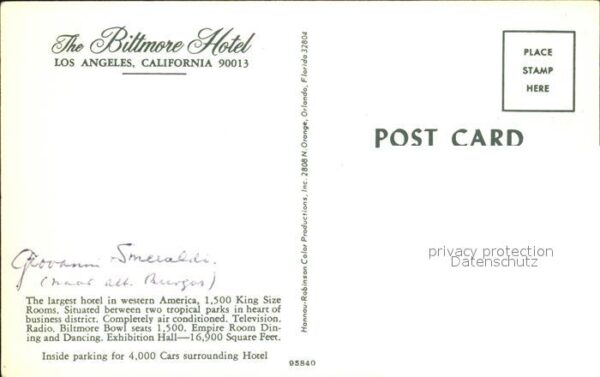 The Biltmore Hotel
LOS ANGELES, CALIFORNIA 90013
PLACE
STAMP
HERE
POST CARD
Hannau-Robinson Color Productions, Inc. 2808 N. Orange, Orlando, Florida 32804
Giovanni Smeraldi.
(naar alt. Burgos)
privacy protection
Datenschutz
The largest hotel in western America, 1,500 King Size
Rooms. Situated between two tropical parks in heart of
business district. Completely air conditioned. Television.
Radio. Biltmore Bowl seats 1,500. Empire Room Din-
ing and Dancing. Exhibition Hall—16,900 Square Feet.
Inside parking for 4,000 Cars surrounding Hotel
95840